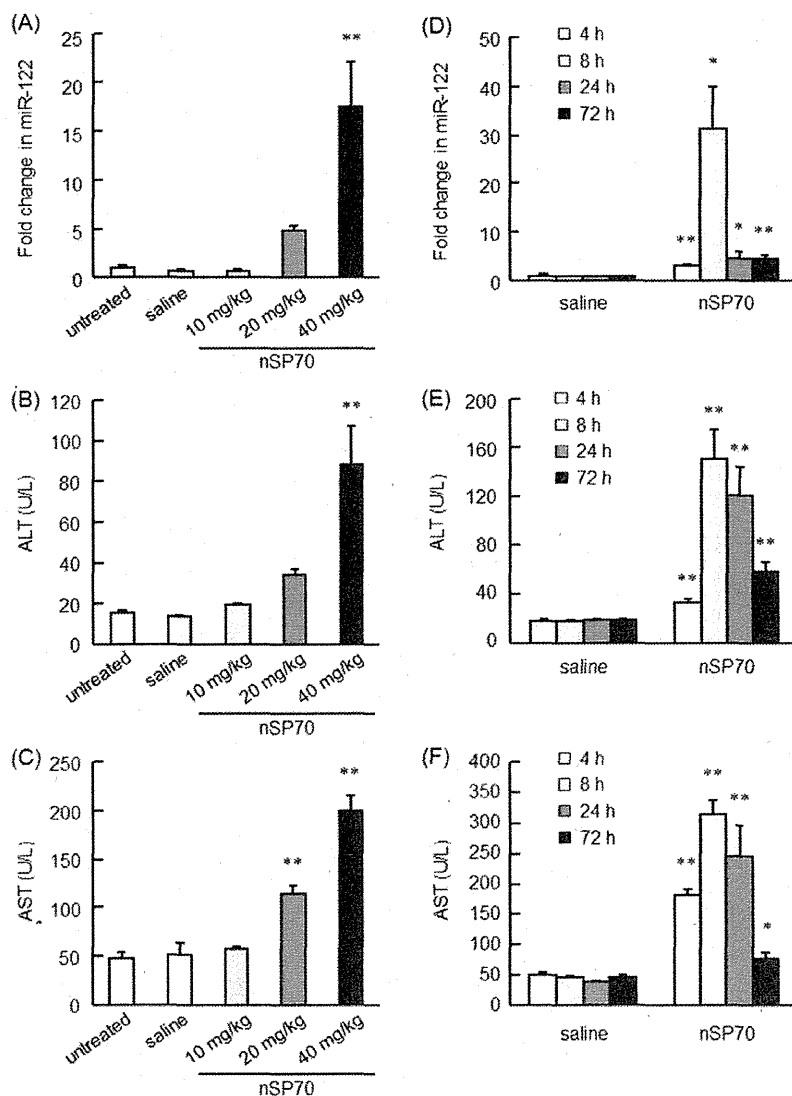 (A)
Fold change in miR-122
25
20
15
10
5
0
**
untreated
saline
10 mg/kg
20 mg/kg
40 mg/kg
nSP70
(D)
Fold change in miR-122
50
40
30
20
10
0
4 h
8 h
24 h
72 h
**
*
*
**
saline
nSP70
(B)
ALT (U/L)
120
100
80
60
40
20
0
**
untreated
saline
10 mg/kg
20 mg/kg
40 mg/kg
nSP70
(E)
ALT (U/L)
200
160
120
80
40
0
4 h
8 h
24 h
72 h
**
**
**
**
saline
nSP70
(C)
AST (U/L)
250
200
150
100
50
0
**
**
untreated
saline
10 mg/kg
20 mg/kg
40 mg/kg
nSP70
(F)
AST (U/L)
400
350
300
250
200
150
100
50
0
4 h
8 h
24 h
72 h
**
**
**
*
saline
nSP70